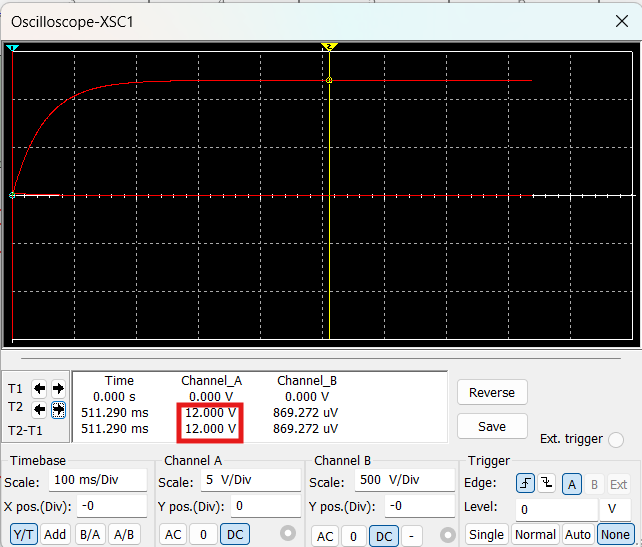 Oscilloscope-XSC1
1
2
Time Channel_A Channel_B
T1 0.000 s 0.000 V 0.000 V
T2 511.290 ms 12.000 V 869.272 uV
T2-T1 511.290 ms 12.000 V 869.272 uV
Reverse
Save
Ext. trigger
Timebase
Scale: 100 ms/Div
X pos.(Div): -0
Y/T Add B/A A/B
Channel A
Scale: 5 V/Div
Y pos.(Div): 0
AC 0 DC
Channel B
Scale: 500 V/Div
Y pos.(Div): -0
AC 0 DC -
Trigger
Edge: A B Ext
Level: 0 V
Single Normal Auto None